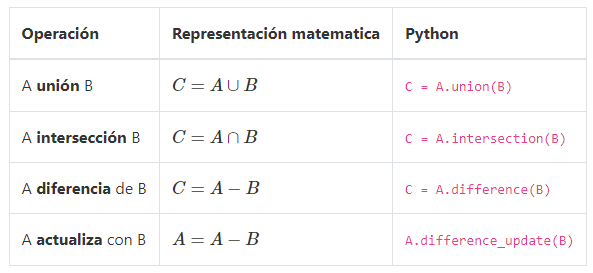 Operación Representación matematica Python
A unión B C = A ∪ B C = A.union(B)
A intersección B C = A ∩ B C = A.intersection(B)
A diferencia de B C = A − B C = A.difference(B)
A actualiza con B A = A − B A.difference_update(B)